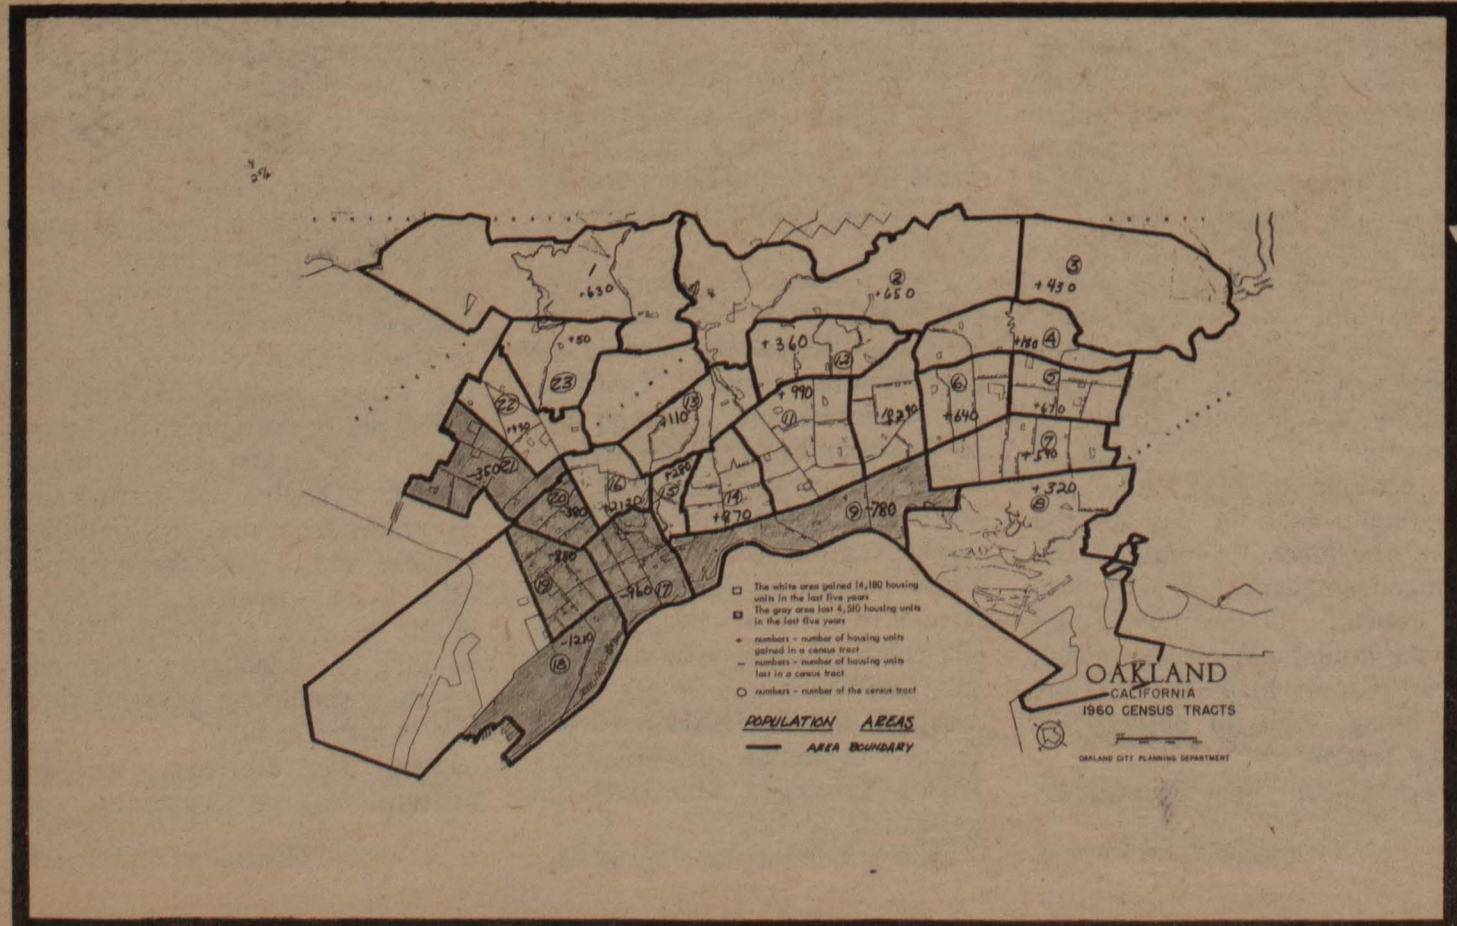 1
+630
②
+650
③
+430
+50
㉓
+360
⑫
+180 ④
㉒
+110 ⑬
+990
⑪
⑥
+640
⑤
+670
-350 ㉑
⑳
⑯
+2130
+280
⑮
⑭
+870
⑦
⑨ -780
+320
⑧
⑲
-960 ⑰
-1210
⑱
The white area gained 14,180 housing
units in the last five years
The gray area lost 4,510 housing units
in the last five years
+ numbers - number of housing units
gained in a census tract
- numbers - number of housing units
lost in a census tract
○ numbers - number of the census tract
POPULATION AREAS
AREA BOUNDARY
OAKLAND
CALIFORNIA
1960 CENSUS TRACTS
OAKLAND CITY PLANNING DEPARTMENT